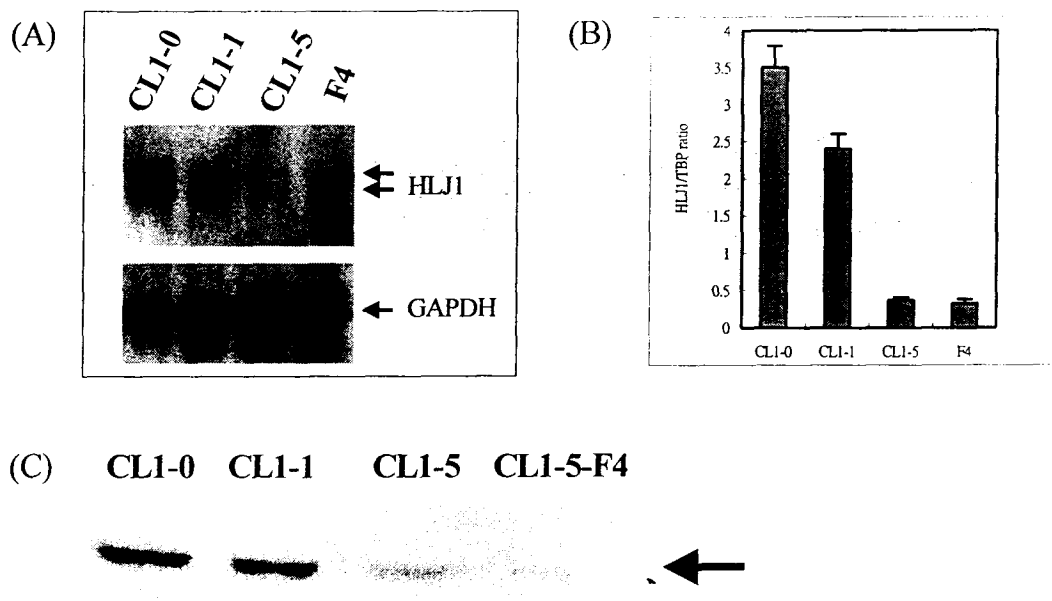 (A)
CL1-0 CL1-1 CL1-5 F4
HLJ1
GAPDH
(B)
HLJ1/TBP ratio
4
3.5
3
2.5
2
1.5
1
0.5
0
CL1-0 CL1-1 CL1-5 F4
(C) CL1-0 CL1-1 CL1-5 CL1-5-F4